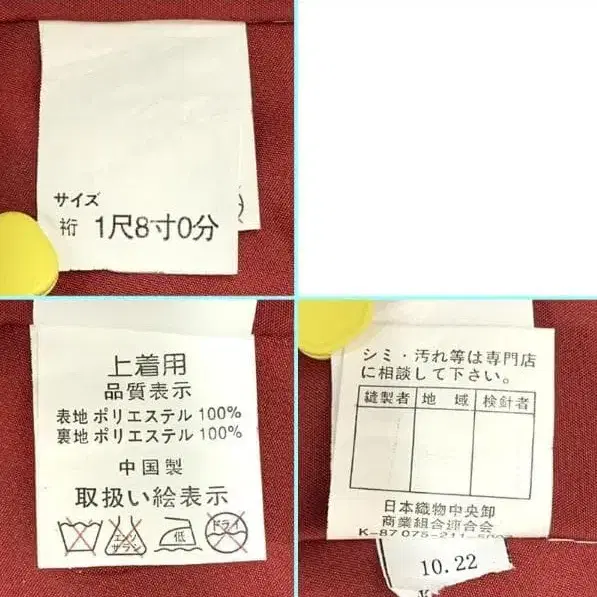 サイズ
裄 1尺8寸0分
上着用
品質表示
表地 ポリエステル 100%
裏地 ポリエステル 100%
中国製
取扱い絵表示
エンソ
サラシ
低
ドライ
シミ・汚れ等は専門店
に相談して下さい。
縫製者 地 域 検針者
日本織物中央卸
商業組合連合会
K-87 075-211-
10.22